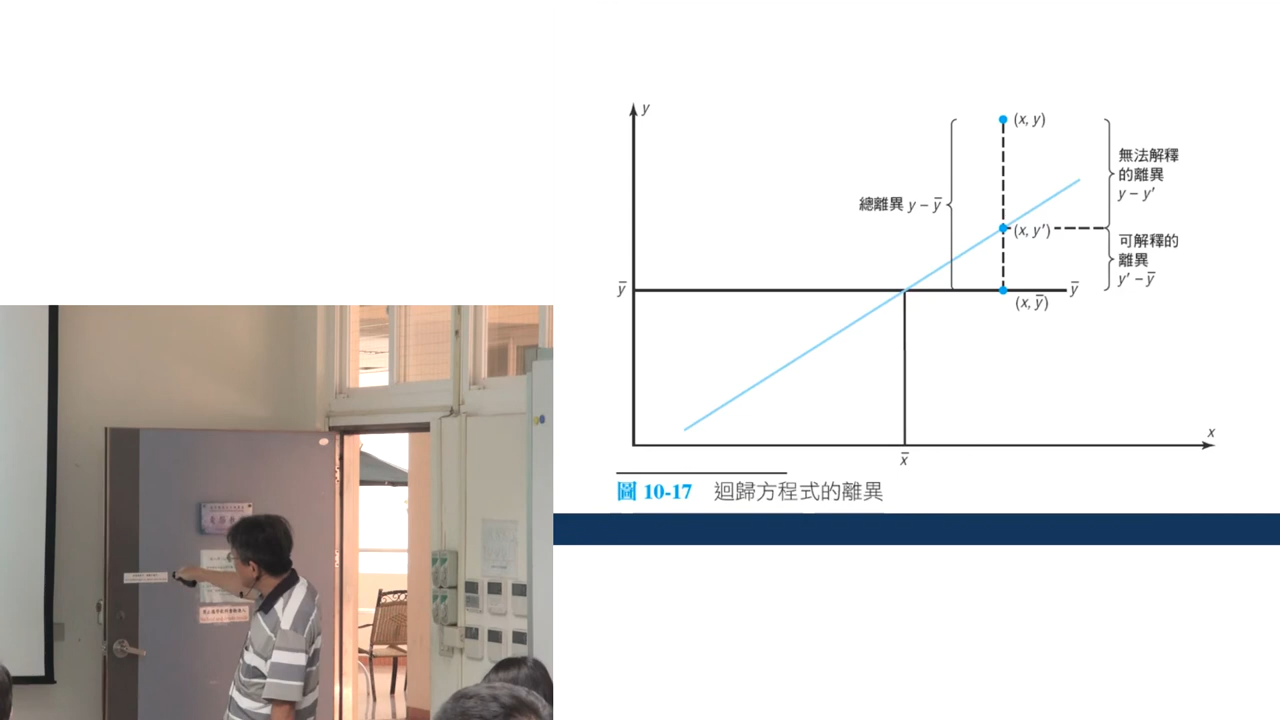 y
(x, y)
無法解釋
的離異
y − y′
總離異 y − ȳ
(x, y′)
可解釋的
離異
y′ − ȳ
ȳ
ȳ
(x, ȳ)
x
x̄
圖 10-17 迴歸方程式的離異